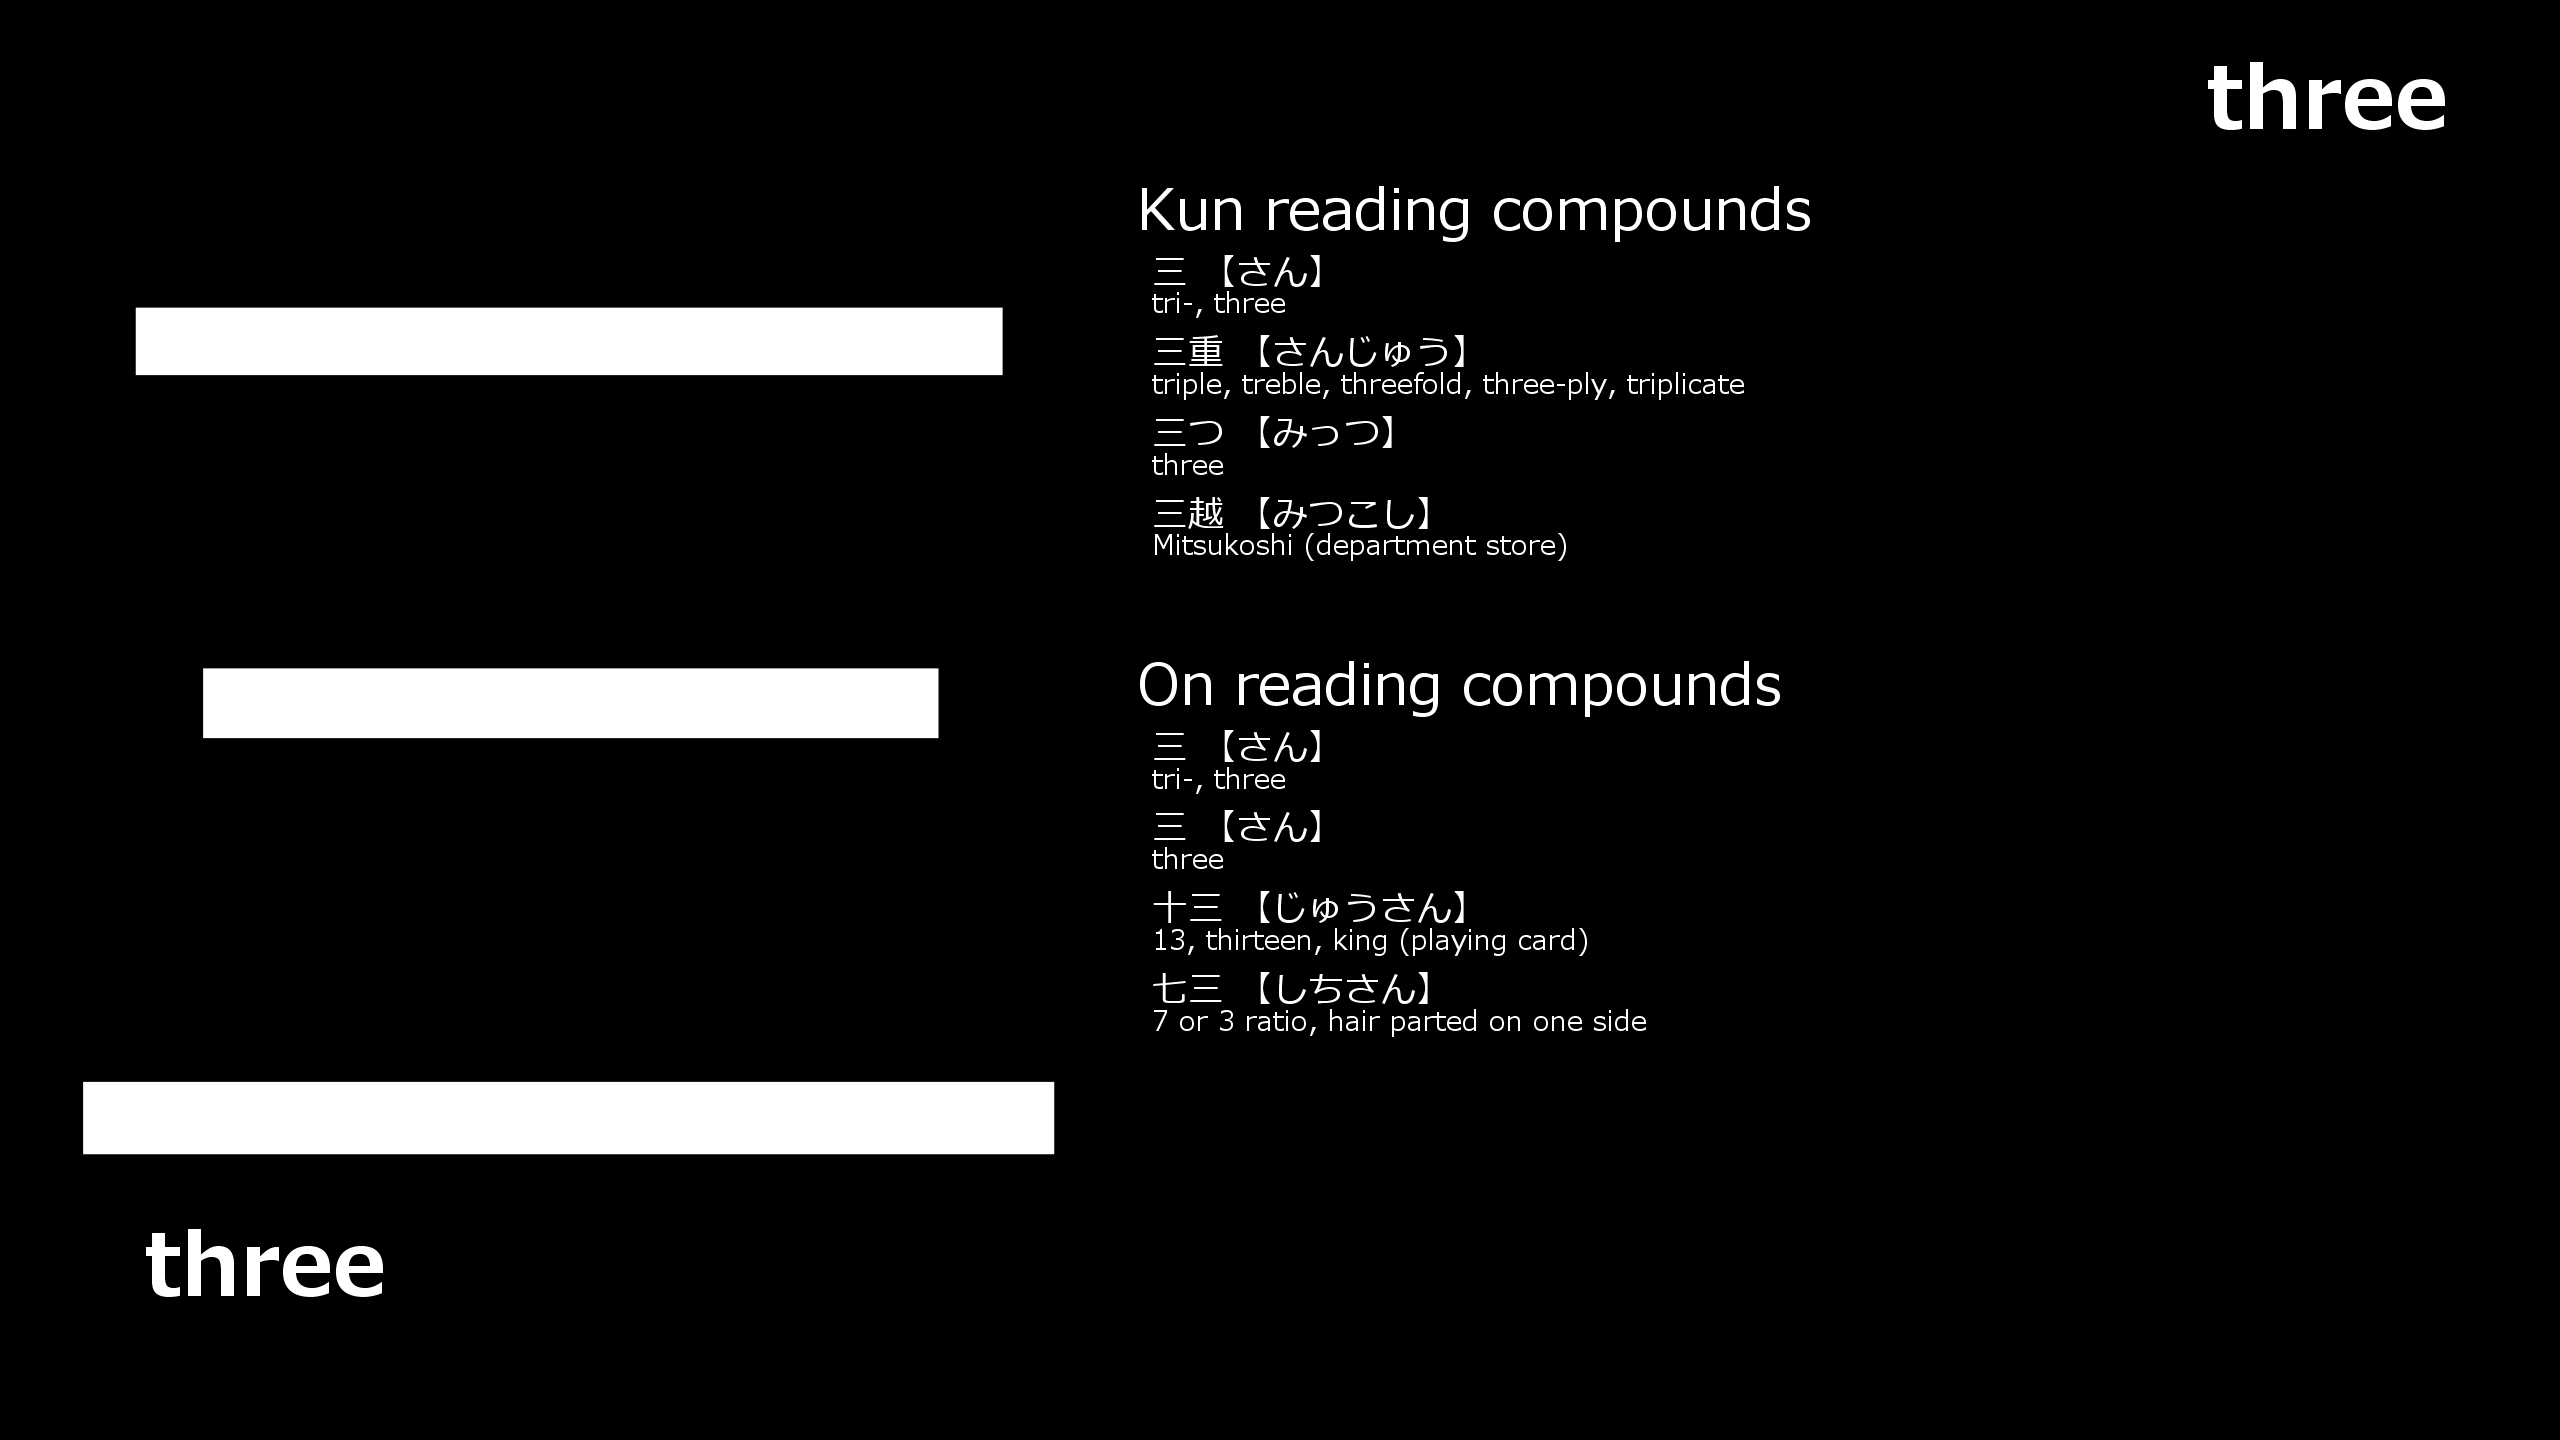 three
三
Kun reading compounds
三 【さん】
tri-, three
三重 【さんじゅう】
triple, treble, threefold, three-ply, triplicate
三つ 【みっつ】
three
三越 【みつこし】
Mitsukoshi (department store)
On reading compounds
三 【さん】
tri-, three
三 【さん】
three
十三 【じゅうさん】
13, thirteen, king (playing card)
七三 【しちさん】
7 or 3 ratio, hair parted on one side
three